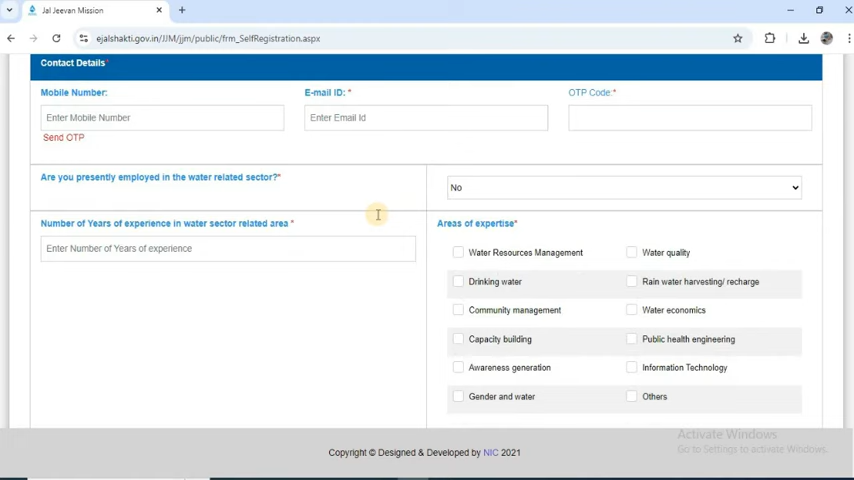 Jal Jeevan Mission
ejalshakti.gov.in/JJM/jjm/public/frm_SelfRegistration.aspx
Contact Details*
Mobile Number: E-mail ID: * OTP Code:*
Enter Mobile Number Enter Email Id
Send OTP
Are you presently employed in the water related sector?* No
Number of Years of experience in water sector related area * Areas of expertise*
Enter Number of Years of experience
Water Resources Management Water quality
Drinking water Rain water harvesting/ recharge
Community management Water economics
Capacity building Public health engineering
Awareness generation Information Technology
Gender and water Others
Activate Windows
Go to Settings to activate Windows.
Copyright © Designed & Developed by NIC 2021